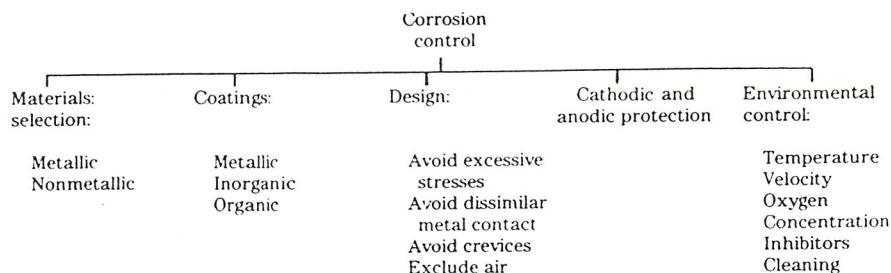 Corrosion
control
Materials:
selection:
Metallic
Nonmetallic
Coatings:
Metallic
Inorganic
Organic
Design:
Avoid excessive
stresses
Avoid dissimilar
metal contact
Avoid crevices
Exclude air
Cathodic and
anodic protection
Environmental
control:
Temperature
Velocity
Oxygen
Concentration
Inhibitors
Cleaning